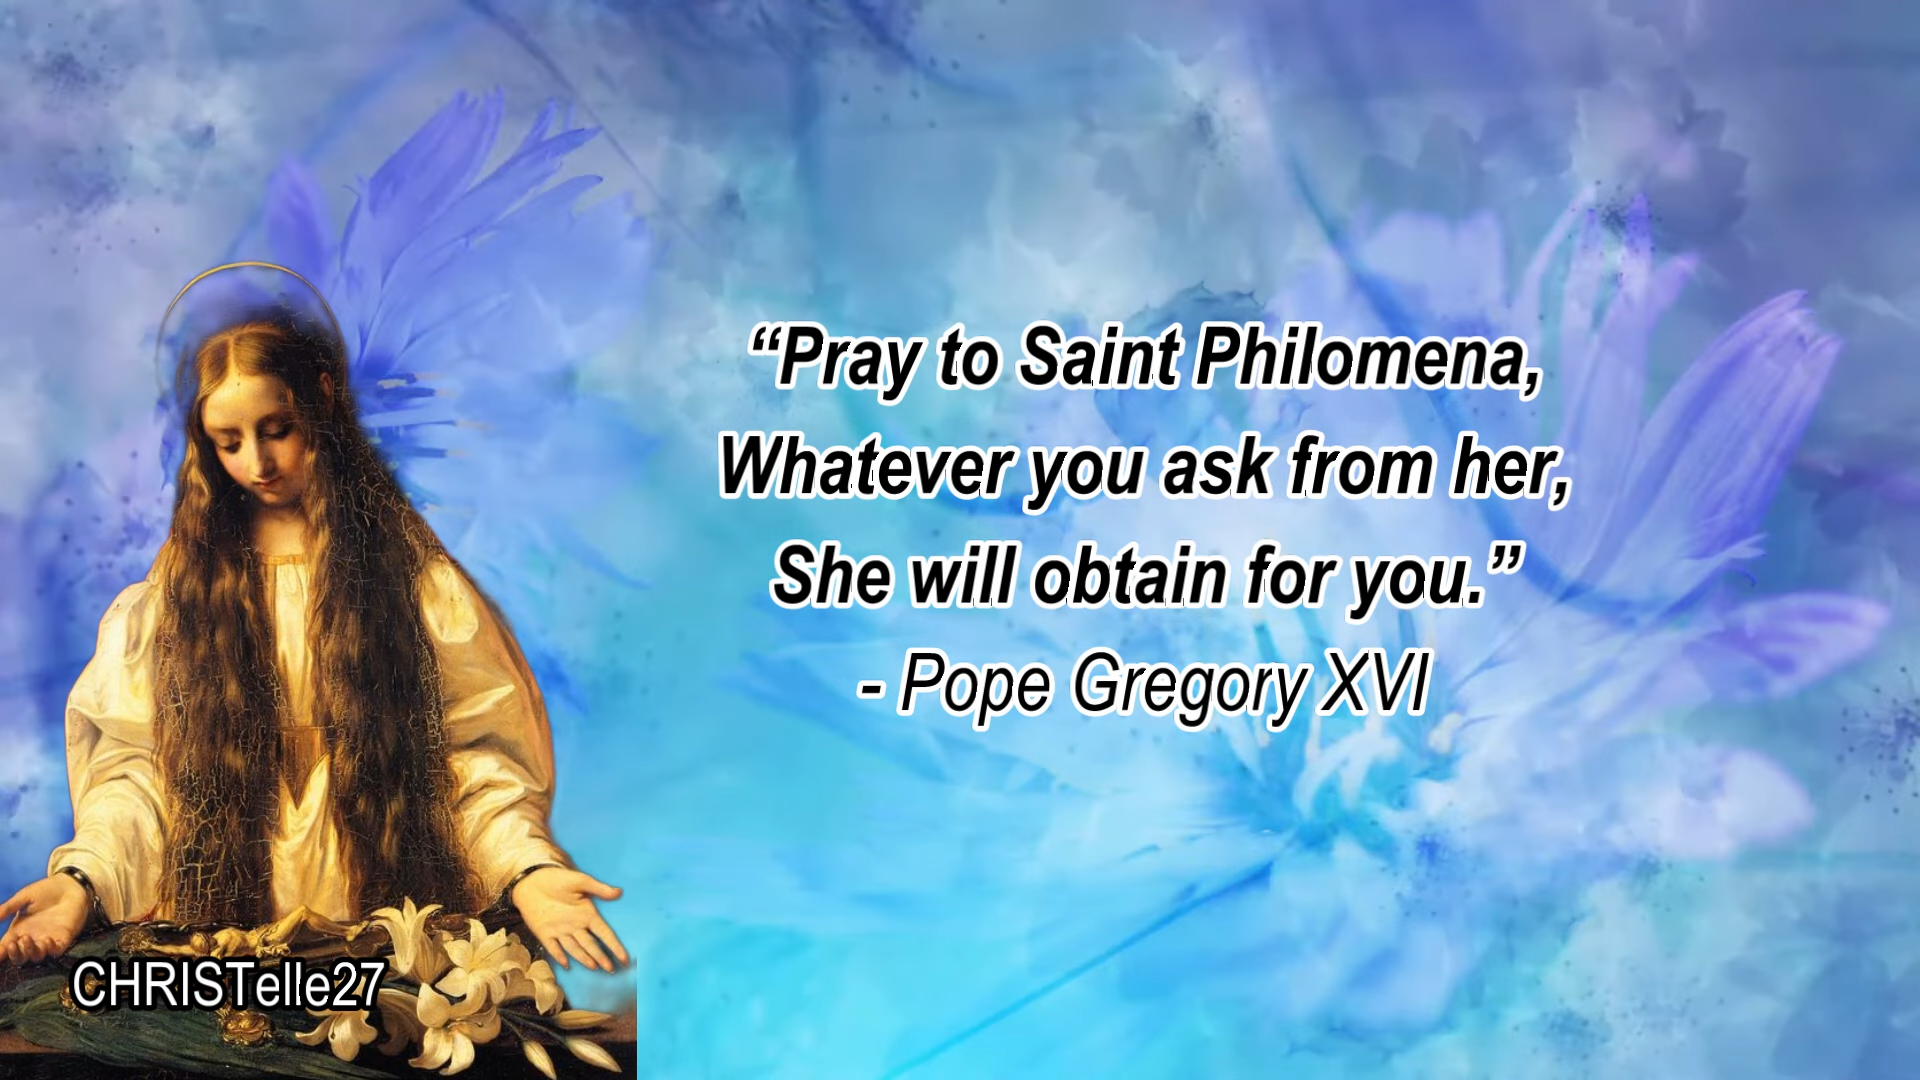 “Pray to Saint Philomena,
Whatever you ask from her,
She will obtain for you.”
- Pope Gregory XVI
CHRISTelle27